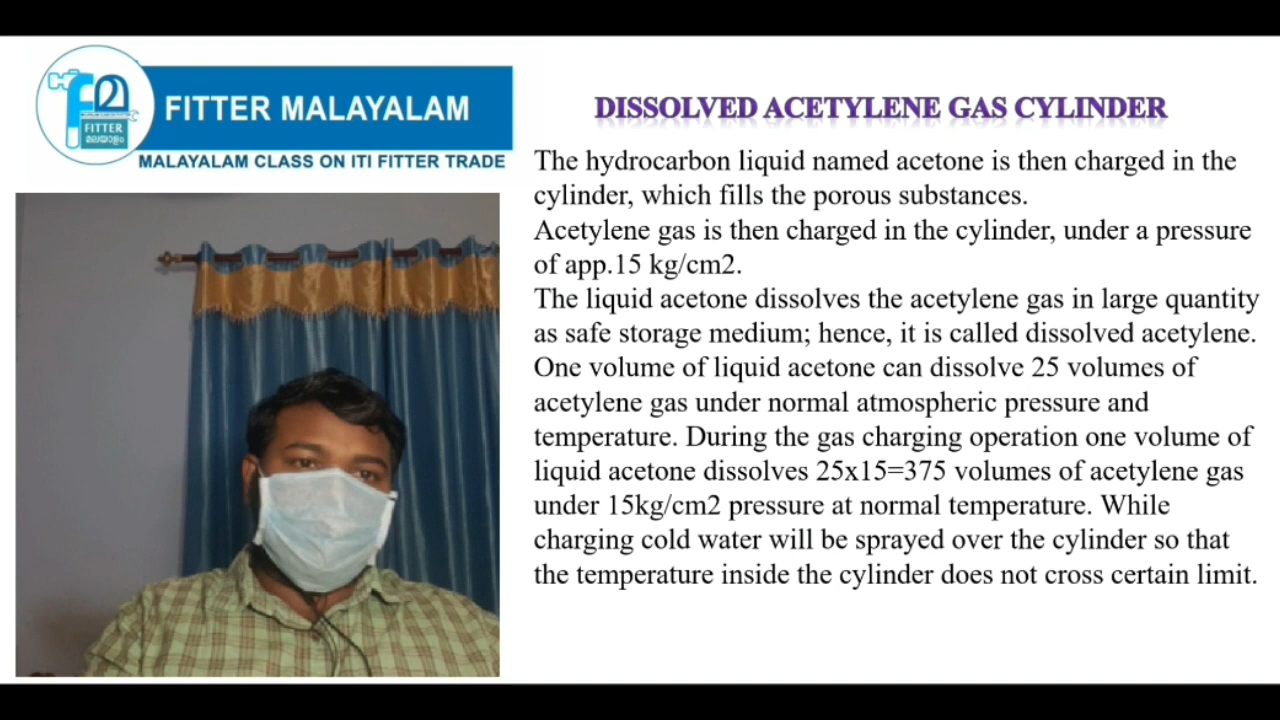 FITTER
മലയാളം
FITTER MALAYALAM
MALAYALAM CLASS ON ITI FITTER TRADE
DISSOLVED ACETYLENE GAS CYLINDER
The hydrocarbon liquid named acetone is then charged in the
cylinder, which fills the porous substances.
Acetylene gas is then charged in the cylinder, under a pressure
of app.15 kg/cm2.
The liquid acetone dissolves the acetylene gas in large quantity
as safe storage medium; hence, it is called dissolved acetylene.
One volume of liquid acetone can dissolve 25 volumes of
acetylene gas under normal atmospheric pressure and
temperature. During the gas charging operation one volume of
liquid acetone dissolves 25x15=375 volumes of acetylene gas
under 15kg/cm2 pressure at normal temperature. While
charging cold water will be sprayed over the cylinder so that
the temperature inside the cylinder does not cross certain limit.